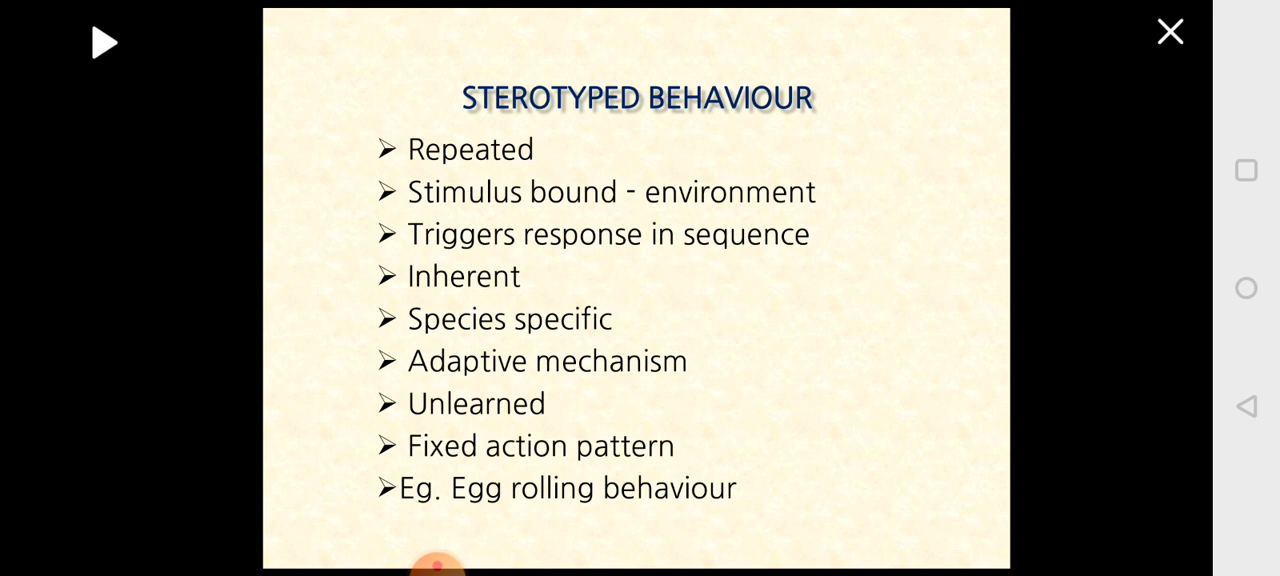 STEROTYPED BEHAVIOUR
➢ Repeated
➢ Stimulus bound - environment
➢ Triggers response in sequence
➢ Inherent
➢ Species specific
➢ Adaptive mechanism
➢ Unlearned
➢ Fixed action pattern
➢Eg. Egg rolling behaviour